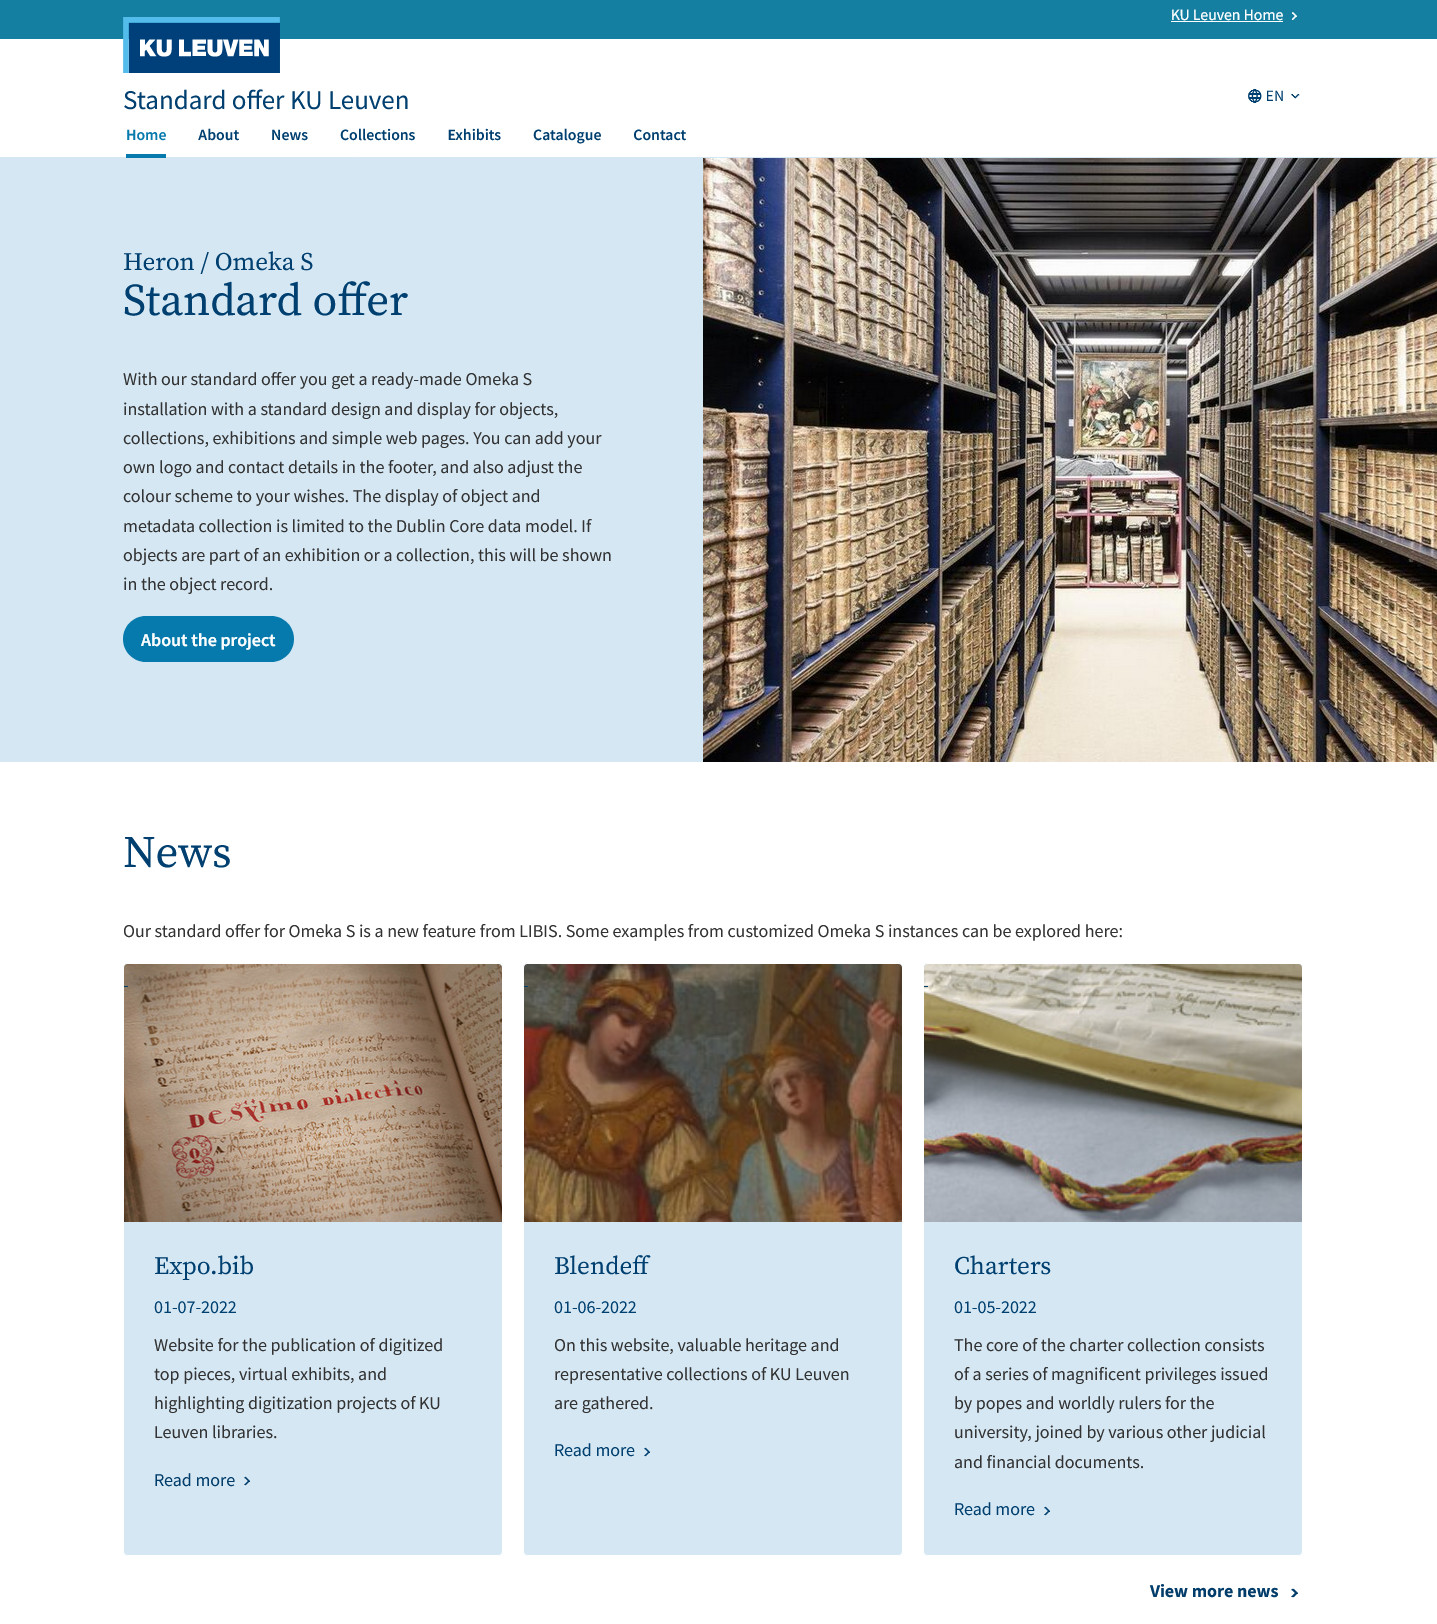 KU Leuven Home
KU LEUVEN
Standard offer KU Leuven
EN
Home About News Collections Exhibits Catalogue Contact
Heron / Omeka S
Standard offer
With our standard offer you get a ready-made Omeka S
installation with a standard design and display for objects,
collections, exhibitions and simple web pages. You can add your
own logo and contact details in the footer, and also adjust the
colour scheme to your wishes. The display of object and
metadata collection is limited to the Dublin Core data model. If
objects are part of an exhibition or a collection, this will be shown
in the object record.
About the project
News
Our standard offer for Omeka S is a new feature from LIBIS. Some examples from customized Omeka S instances can be explored here:
Expo.bib
01-07-2022
Website for the publication of digitized
top pieces, virtual exhibits, and
highlighting digitization projects of KU
Leuven libraries.
Read more
Blendeff
01-06-2022
On this website, valuable heritage and
representative collections of KU Leuven
are gathered.
Read more
Charters
01-05-2022
The core of the charter collection consists
of a series of magnificent privileges issued
by popes and worldly rulers for the
university, joined by various other judicial
and financial documents.
Read more
View more news